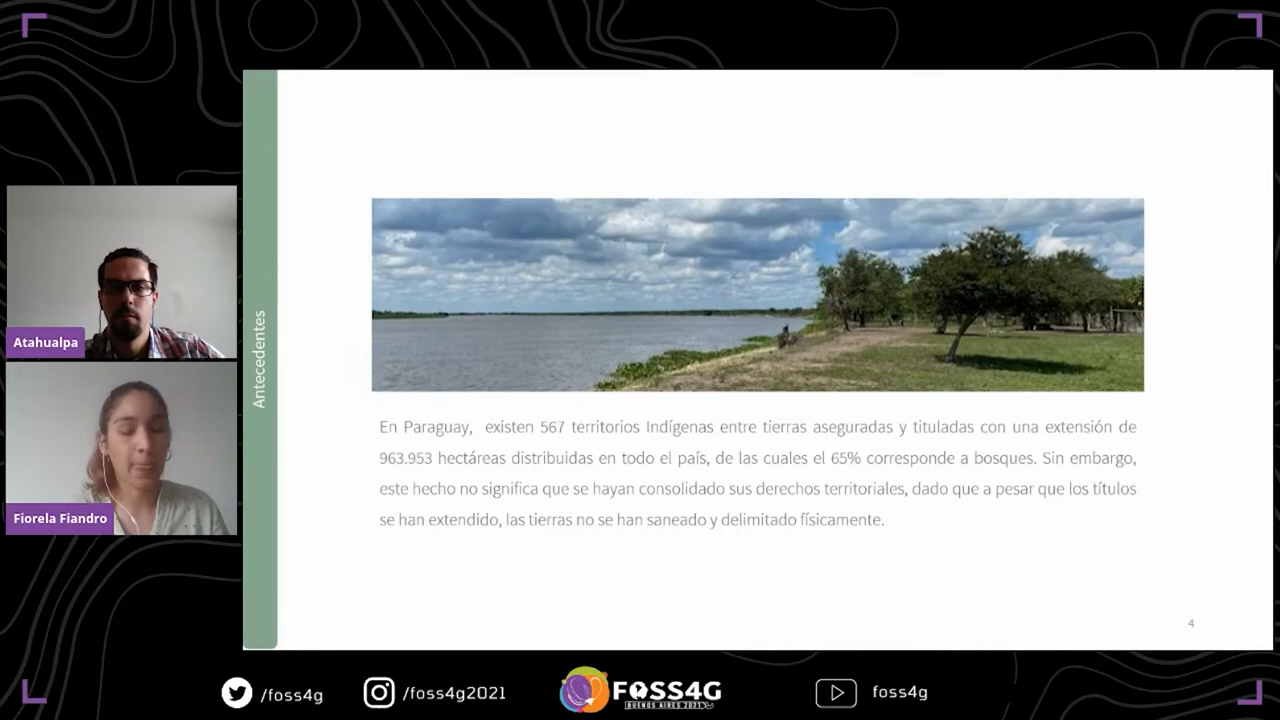 Atahualpa
Fiorela Fiandro
Antecedentes
En Paraguay, existen 567 territorios Indígenas entre tierras aseguradas y tituladas con una extensión de
963.953 hectáreas distribuidas en todo el país, de las cuales el 65% corresponde a bosques. Sin embargo,
este hecho no significa que se hayan consolidado sus derechos territoriales, dado que a pesar que los títulos
se han extendido, las tierras no se han saneado y delimitado físicamente.
4
/foss4g
/foss4g2021
FOSS4G
BUENOS AIRES 2021
foss4g